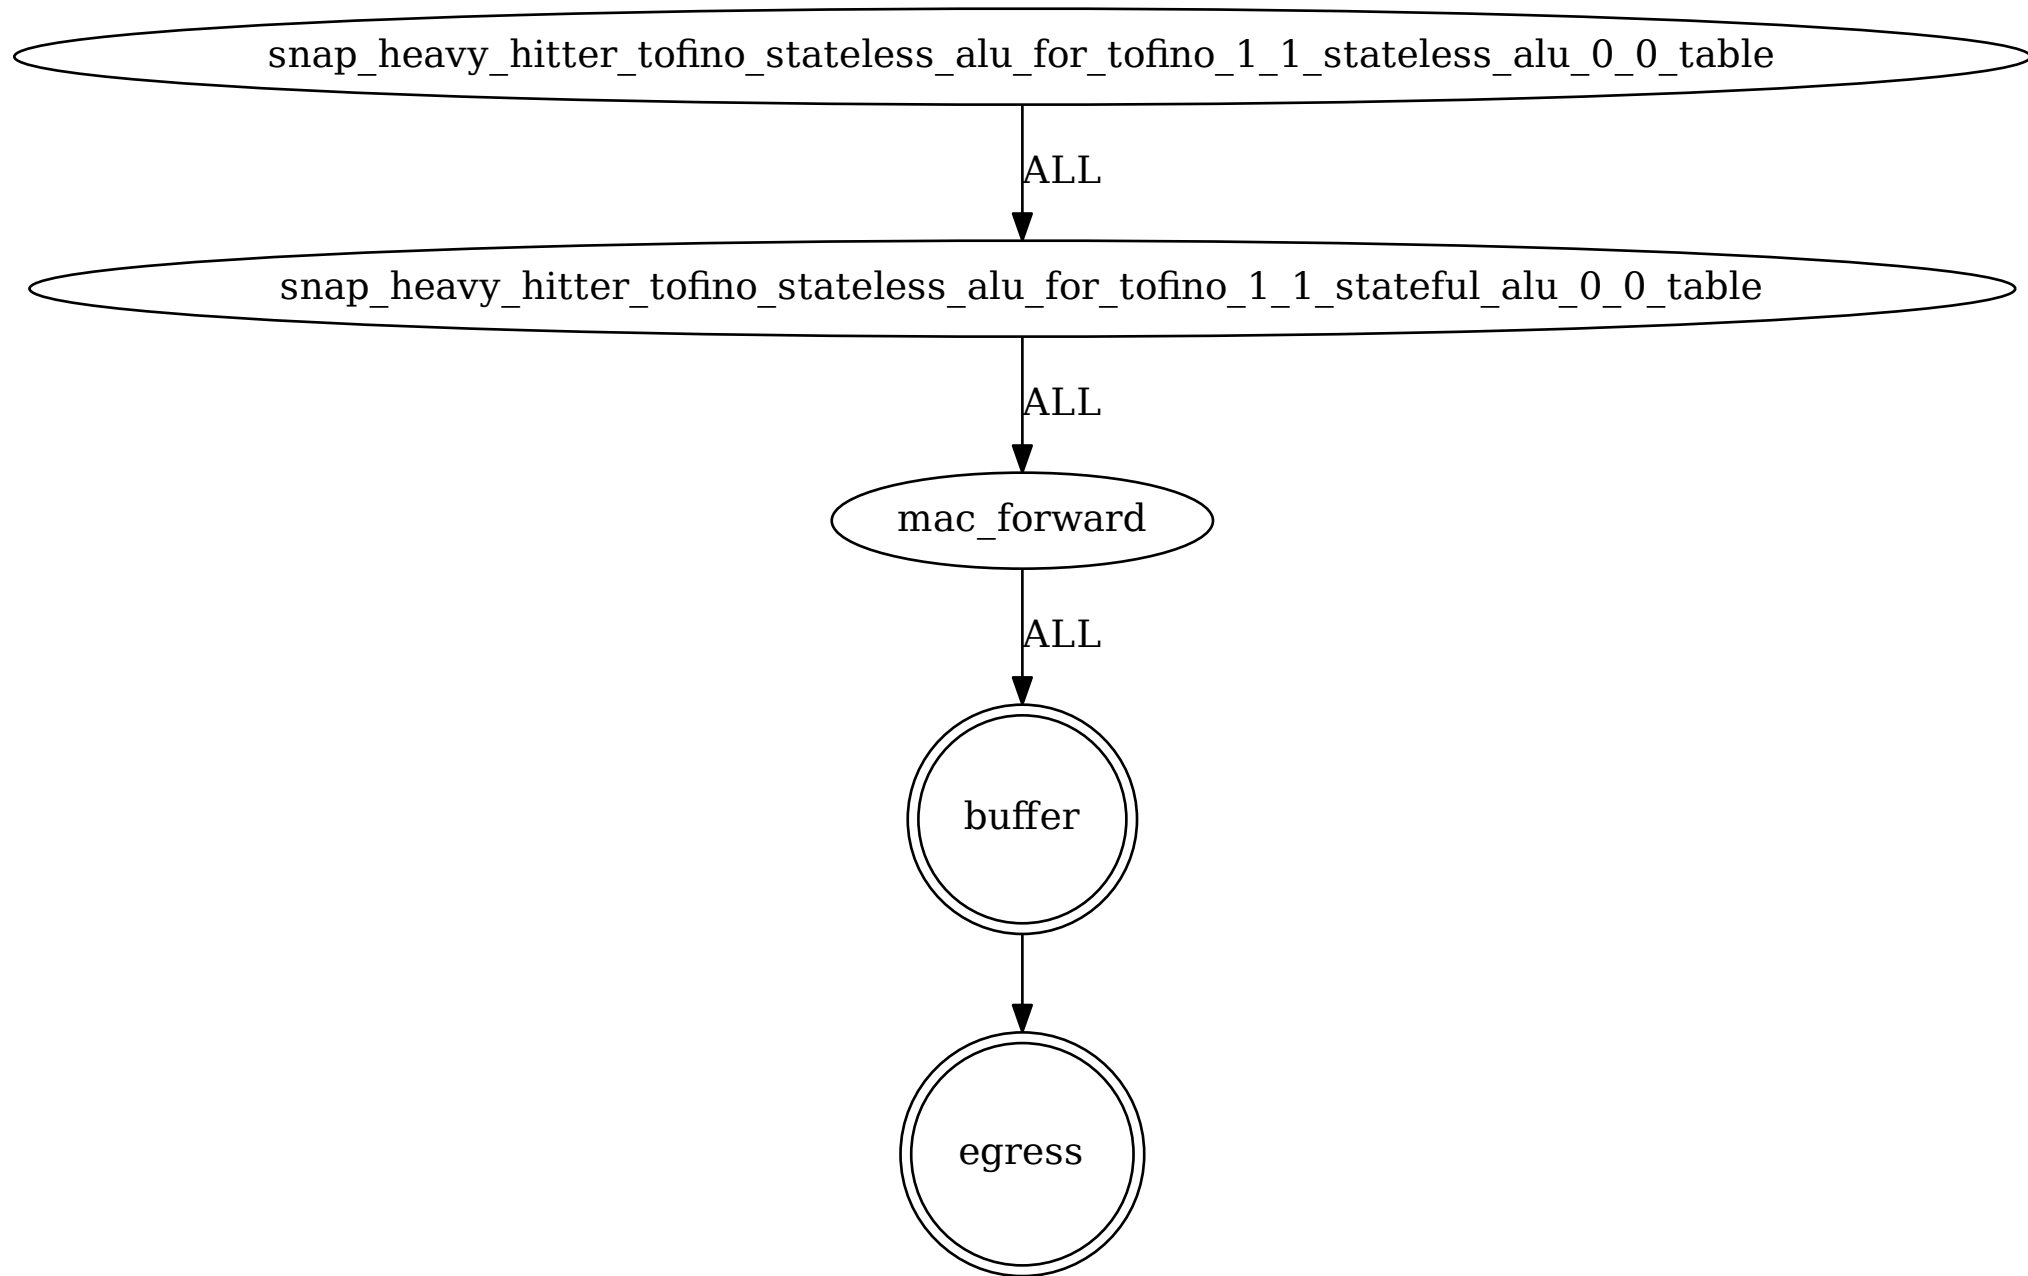 snap_heavy_hitter_tofino_stateless_alu_for_tofino_1_1_stateless_alu_0_0_table
ALL
snap_heavy_hitter_tofino_stateless_alu_for_tofino_1_1_stateful_alu_0_0_table
ALL
mac_forward
ALL
buffer
egress